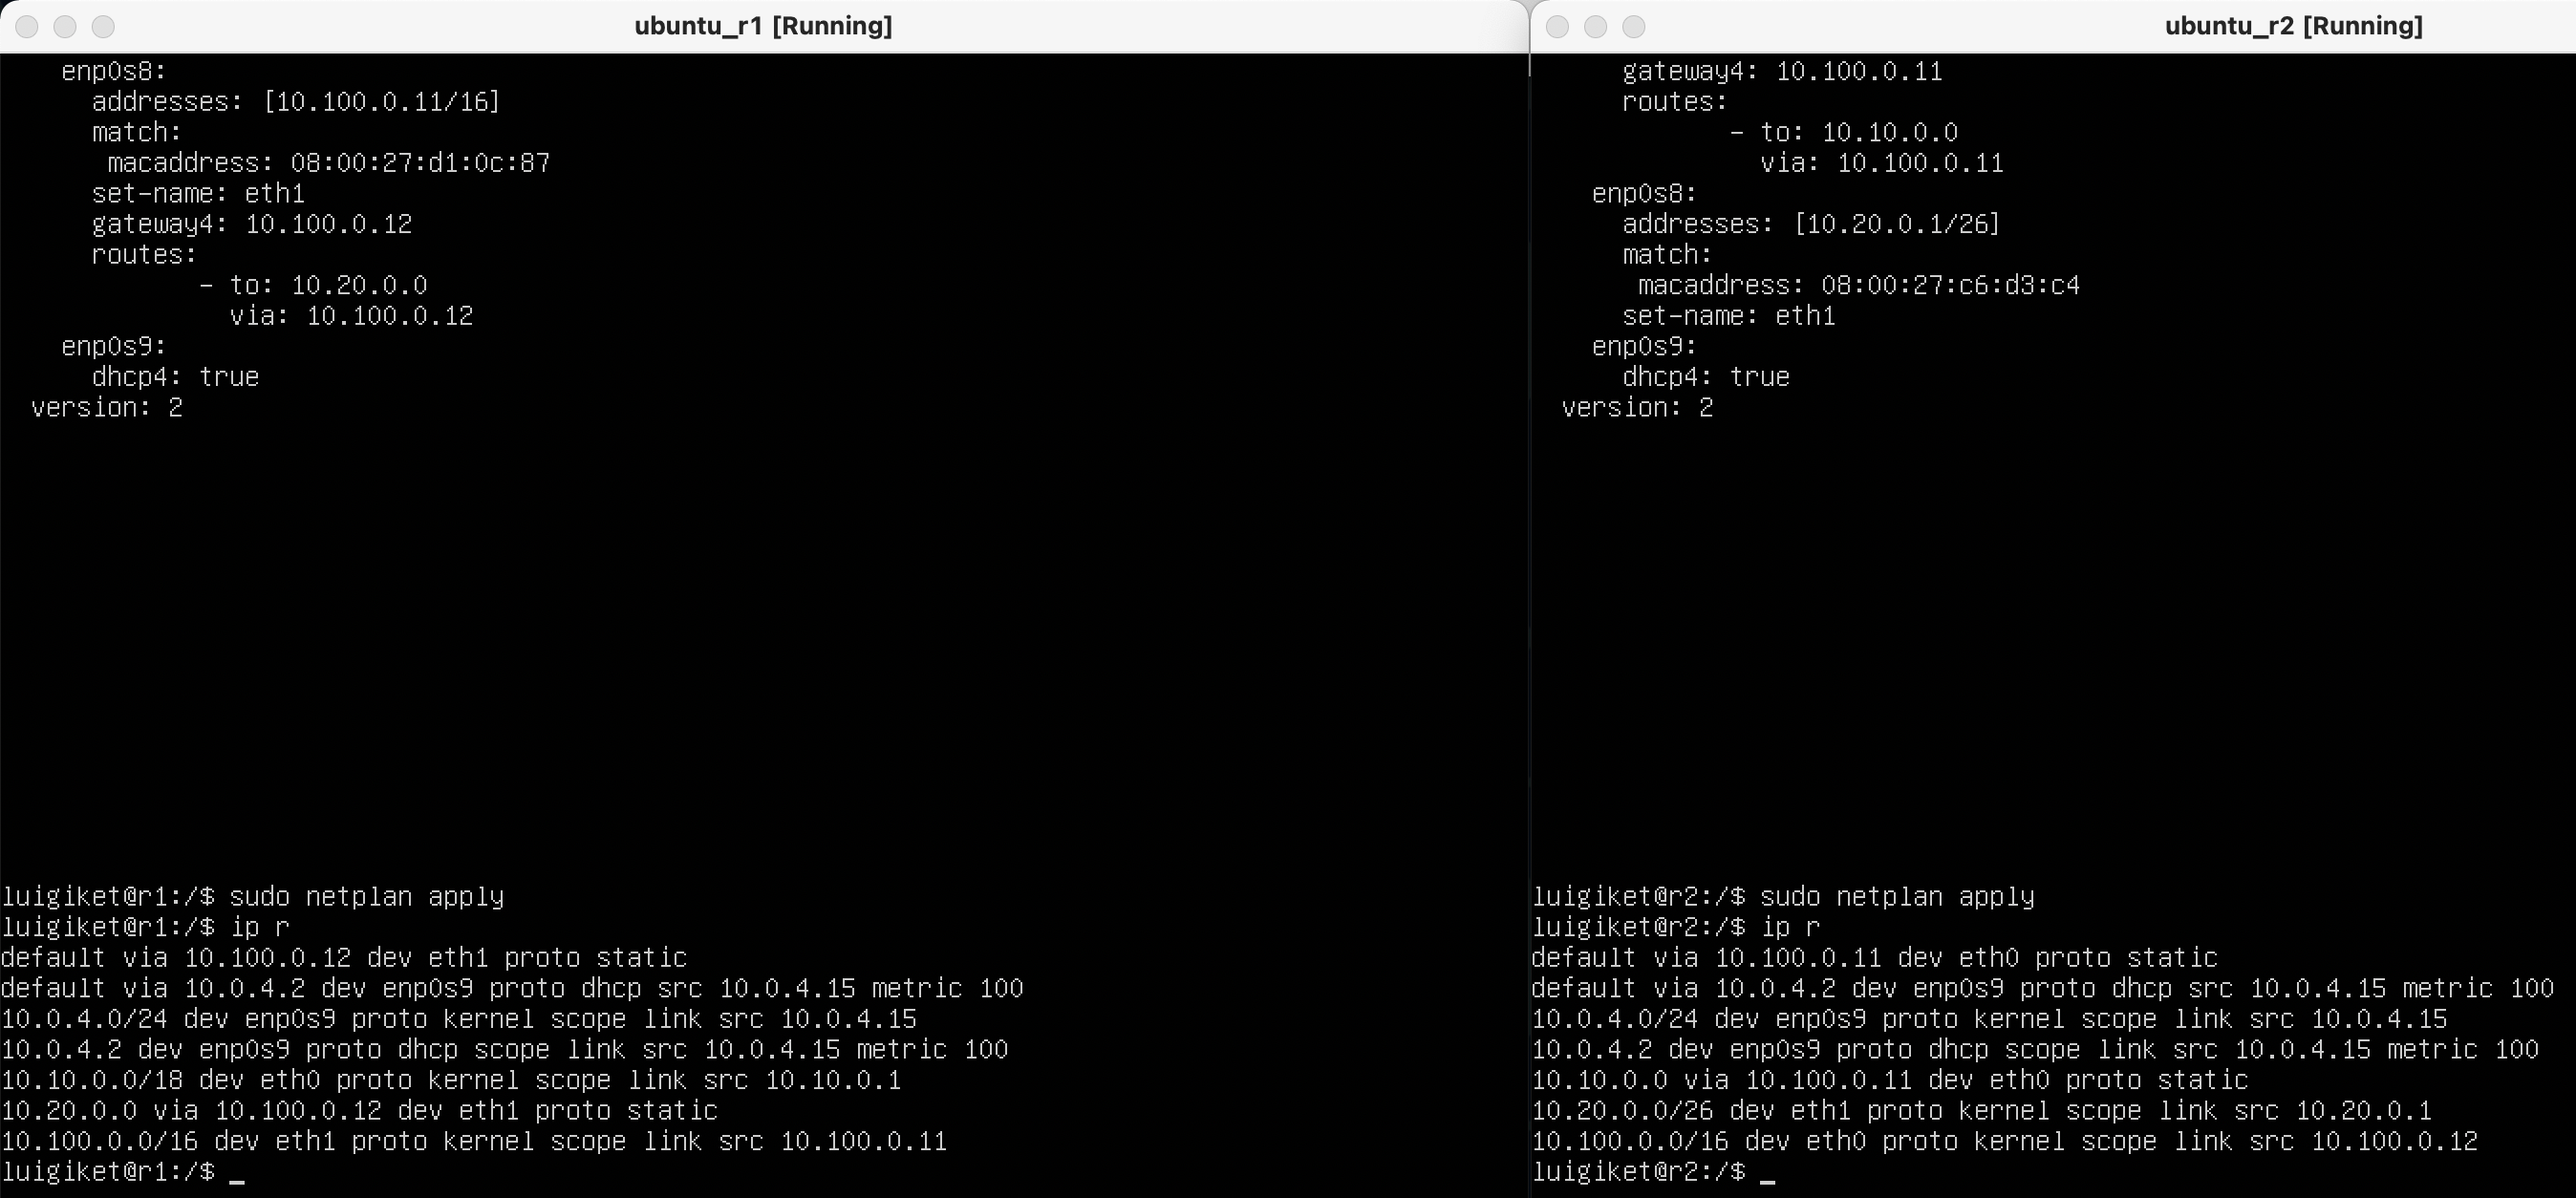 ubuntu_r1 [Running]
    enp0s8:
      addresses: [10.100.0.11/16]
      match:
       macaddress: 08:00:27:d1:0c:87
      set-name: eth1
      gateway4: 10.100.0.12
      routes:
             - to: 10.20.0.0
               via: 10.100.0.12
    enp0s9:
      dhcp4: true
  version: 2
luigiket@r1:/$ sudo netplan apply
luigiket@r1:/$ ip r
default via 10.100.0.12 dev eth1 proto static
default via 10.0.4.2 dev enp0s9 proto dhcp src 10.0.4.15 metric 100
10.0.4.0/24 dev enp0s9 proto kernel scope link src 10.0.4.15
10.0.4.2 dev enp0s9 proto dhcp scope link src 10.0.4.15 metric 100
10.10.0.0/18 dev eth0 proto kernel scope link src 10.10.0.1
10.20.0.0 via 10.100.0.12 dev eth1 proto static
10.100.0.0/16 dev eth1 proto kernel scope link src 10.100.0.11
luigiket@r1:/$ _
ubuntu_r2 [Running]
      gateway4: 10.100.0.11
      routes:
             - to: 10.10.0.0
               via: 10.100.0.11
    enp0s8:
      addresses: [10.20.0.1/26]
      match:
       macaddress: 08:00:27:c6:d3:c4
      set-name: eth1
    enp0s9:
      dhcp4: true
  version: 2
luigiket@r2:/$ sudo netplan apply
luigiket@r2:/$ ip r
default via 10.100.0.11 dev eth0 proto static
default via 10.0.4.2 dev enp0s9 proto dhcp src 10.0.4.15 metric 100
10.0.4.0/24 dev enp0s9 proto kernel scope link src 10.0.4.15
10.0.4.2 dev enp0s9 proto dhcp scope link src 10.0.4.15 metric 100
10.10.0.0 via 10.100.0.11 dev eth0 proto static
10.20.0.0/26 dev eth1 proto kernel scope link src 10.20.0.1
10.100.0.0/16 dev eth0 proto kernel scope link src 10.100.0.12
luigiket@r2:/$ _